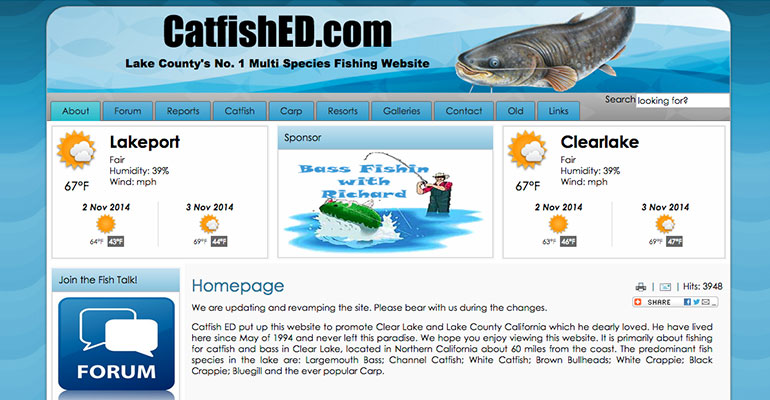 CatfishED.com
Lake County's No. 1 Multi Species Fishing Website
About Forum Reports Catfish Carp Resorts Galleries Contact Old Links
Search looking for?
Lakeport
Fair
Humidity: 39%
Wind: mph
67°F
2 Nov 2014 3 Nov 2014
64°F 43°F 69°F 44°F
Sponsor
Bass Fishin
with
Richard
Clearlake
Fair
Humidity: 39%
Wind: mph
67°F
2 Nov 2014 3 Nov 2014
63°F 46°F 69°F 47°F
Join the Fish Talk!
FORUM
Homepage
| Hits: 3948
SHARE
We are updating and revamping the site. Please bear with us during the changes.
Catfish ED put up this website to promote Clear Lake and Lake County California which he dearly loved. He have lived
here since May of 1994 and never left this paradise. We hope you enjoy viewing this website. It is primarily about fishing
for catfish and bass in Clear Lake, located in Northern California about 60 miles from the coast. The predominant fish
species in the lake are: Largemouth Bass; Channel Catfish; White Catfish; Brown Bullheads; White Crappie; Black
Crappie; Bluegill and the ever popular Carp.